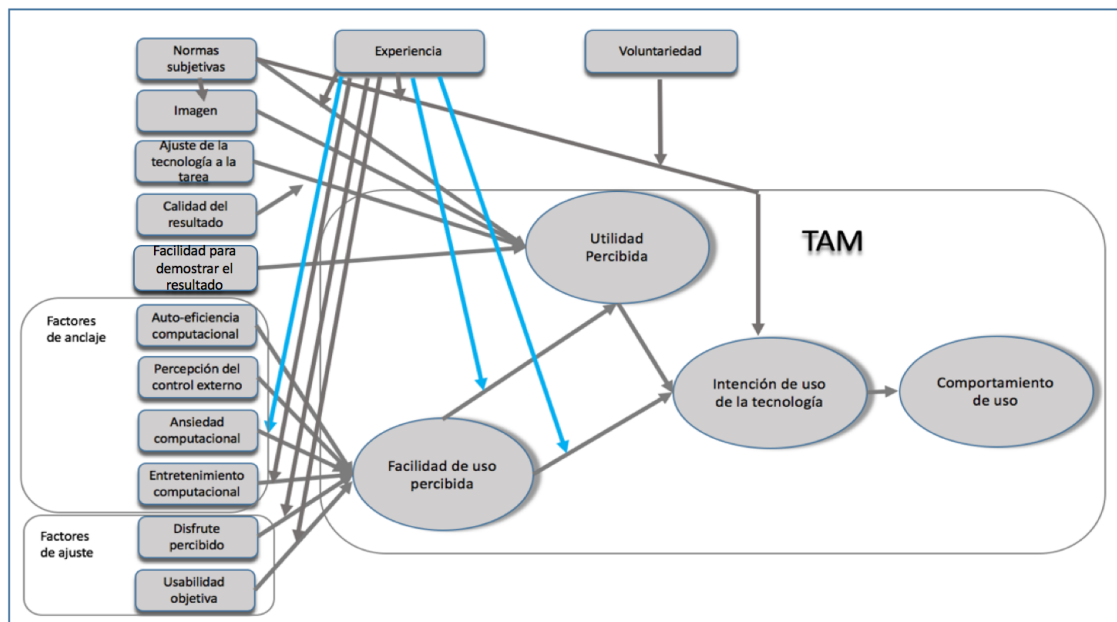 Normas
subjetivas
Experiencia
Voluntariedad
Imagen
Ajuste de la
tecnología a la
tarea
Calidad del
resultado
Facilidad para
demostrar el
resultado
Utilidad
Percibida
TAM
Factores
de anclaje
Auto-eficiencia
computacional
Percepción del
control externo
Ansiedad
computacional
Entretenimiento
computacional
Facilidad de uso
percibida
Intención de uso
de la tecnología
Comportamiento
de uso
Factores
de ajuste
Disfrute
percibido
Usabilidad
objetiva